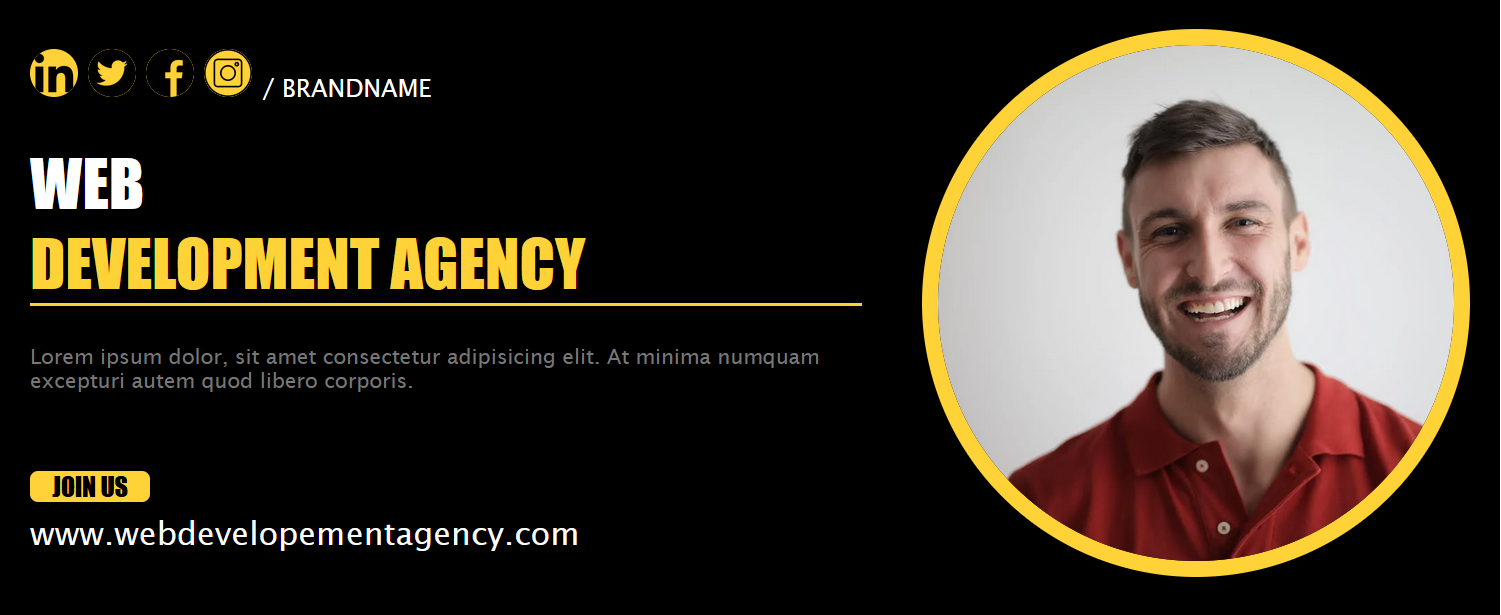 in
/ BRANDNAME
WEB
DEVELOPMENT AGENCY
Lorem ipsum dolor, sit amet consectetur adipisicing elit. At minima numquam
excepturi autem quod libero corporis.
JOIN US
www.webdevelopementagency.com